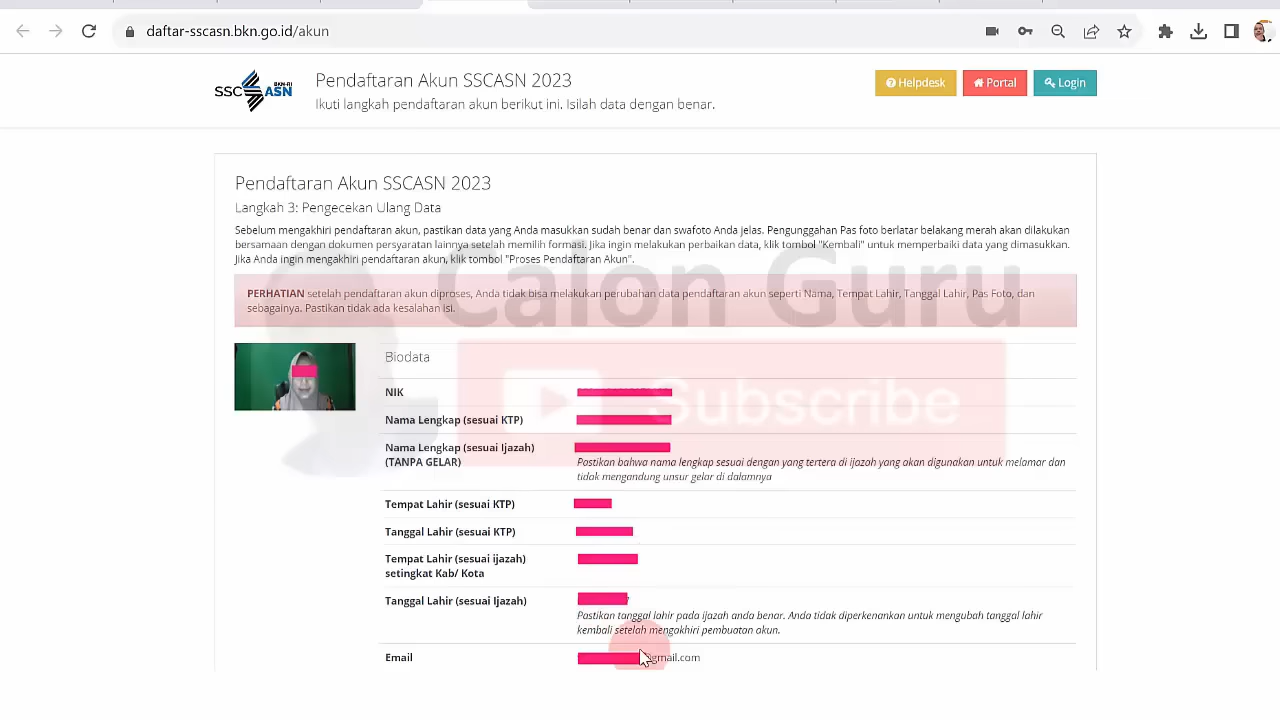 daftar-sscasn.bkn.go.id/akun
BKN-RI
SSCASN
Pendaftaran Akun SSCASN 2023
Ikuti langkah pendaftaran akun berikut ini. Isilah data dengan benar.
Helpdesk
Portal
Login
Pendaftaran Akun SSCASN 2023
Langkah 3: Pengecekan Ulang Data
Sebelum mengakhiri pendaftaran akun, pastikan data yang Anda masukkan sudah benar dan swafoto Anda jelas. Pengunggahan Pas foto berlatar belakang merah akan dilakukan
bersamaan dengan dokumen persyaratan lainnya setelah memilih formasi. Jika ingin melakukan perbaikan data, klik tombol "Kembali" untuk memperbaiki data yang dimasukkan.
Jika Anda ingin mengakhiri pendaftaran akun, klik tombol "Proses Pendaftaran Akun".
Calon Guru
PERHATIAN setelah pendaftaran akun diproses, Anda tidak bisa melakukan perubahan data pendaftaran akun seperti Nama, Tempat Lahir, Tanggal Lahir, Pas Foto, dan
sebagainya. Pastikan tidak ada kesalahan isi.
Biodata
NIK
Subscribe
Nama Lengkap (sesuai KTP)
Nama Lengkap (sesuai Ijazah)
(TANPA GELAR)
Pastikan bahwa nama lengkap sesuai dengan yang tertera di ijazah yang akan digunakan untuk melamar dan
tidak mengandung unsur gelar di dalamnya
Tempat Lahir (sesuai KTP)
Tanggal Lahir (sesuai KTP)
Tempat Lahir (sesuai ijazah)
setingkat Kab/ Kota
Tanggal Lahir (sesuai Ijazah)
Pastikan tanggal lahir pada ijazah anda benar. Anda tidak diperkenankan untuk mengubah tanggal lahir
kembali setelah mengakhiri pembuatan akun.
Email
@gmail.com